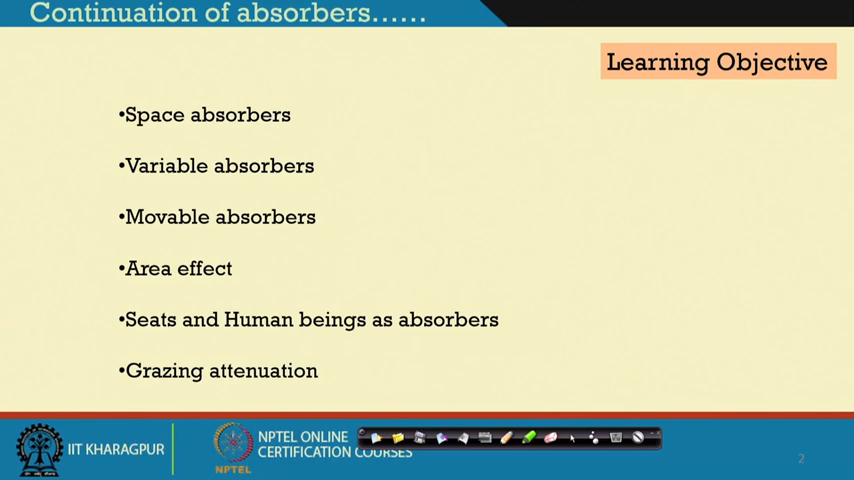 Continuation of absorbers......
Learning Objective
•Space absorbers
•Variable absorbers
•Movable absorbers
•Area effect
•Seats and Human beings as absorbers
•Grazing attenuation
IIT KHARAGPUR
NPTEL
NPTEL ONLINE
CERTIFICATION COURSES
2